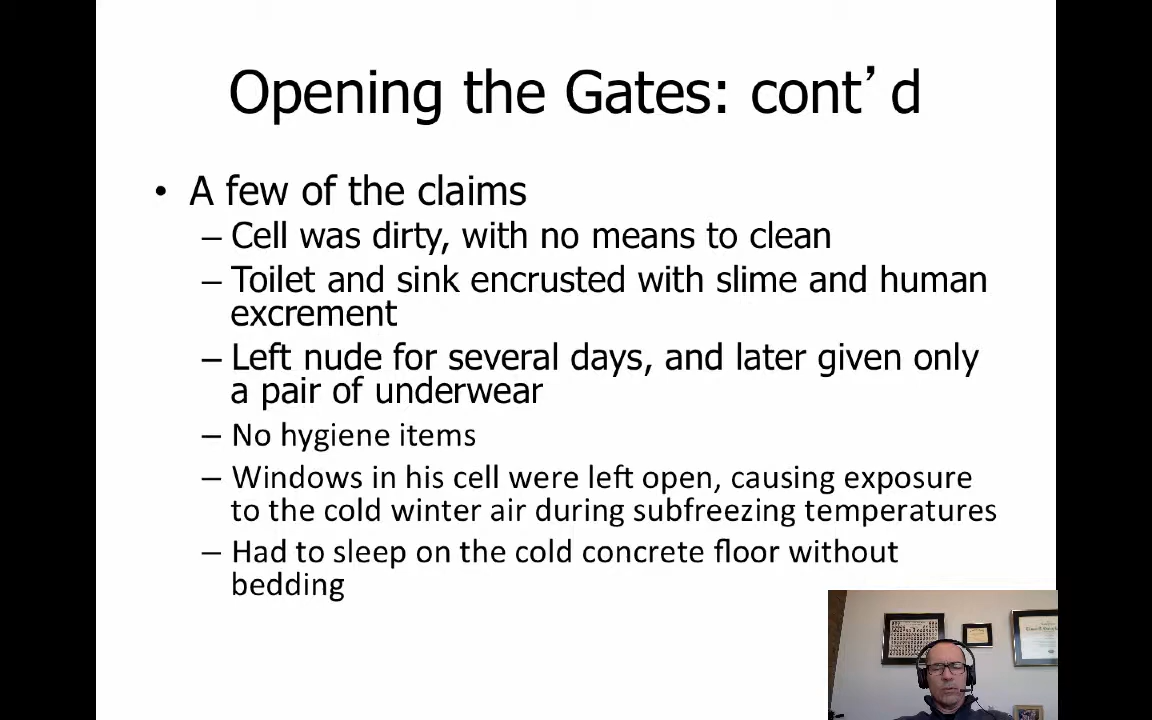 Opening the Gates: cont’d
• A few of the claims
– Cell was dirty, with no means to clean
– Toilet and sink encrusted with slime and human
excrement
– Left nude for several days, and later given only
a pair of underwear
– No hygiene items
– Windows in his cell were left open, causing exposure
to the cold winter air during subfreezing temperatures
– Had to sleep on the cold concrete floor without
bedding